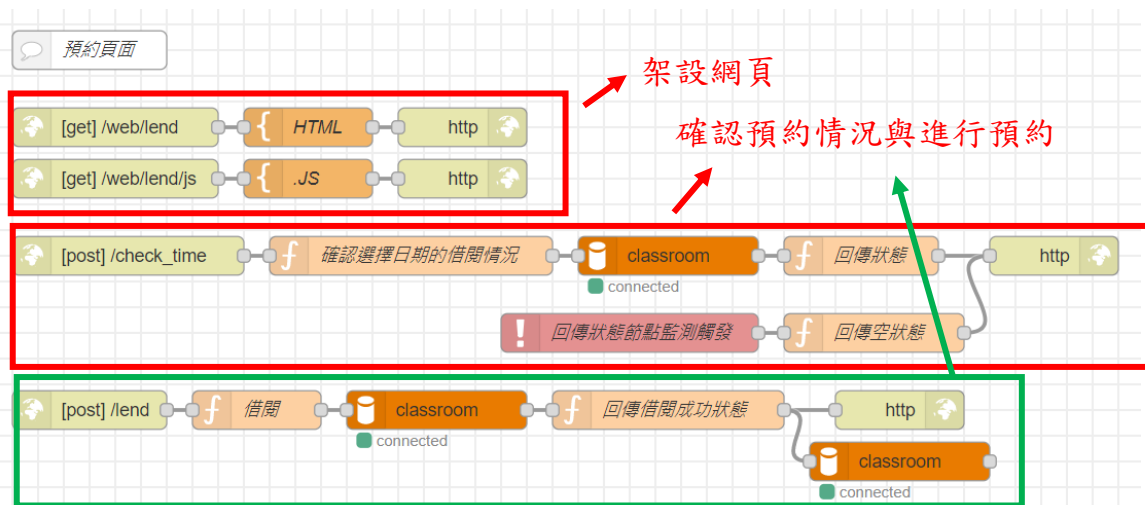 預約頁面
架設網頁
確認預約情況與進行預約
[get] /web/lend
HTML
http
[get] /web/lend/js
.JS
http
[post] /check_time
確認選擇日期的借閱情況
classroom
connected
回傳狀態
http
回傳狀態節點監測觸發
回傳空狀態
[post] /lend
借閱
classroom
connected
回傳借閱成功狀態
http
classroom
connected